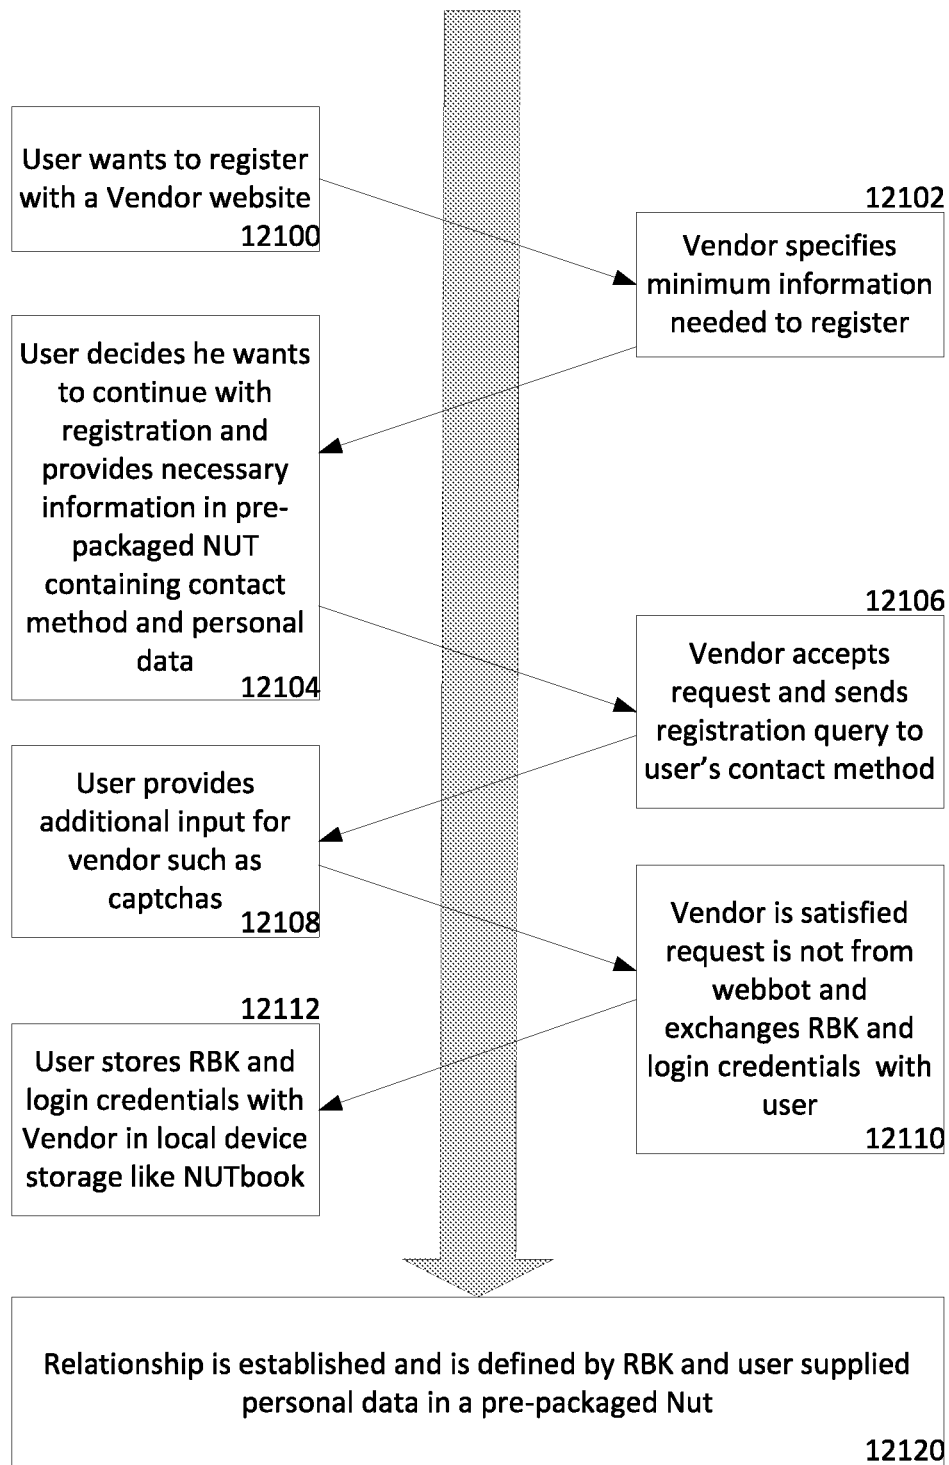 User wants to register
with a Vendor website
12100
12102
Vendor specifies
minimum information
needed to register
User decides he wants
to continue with
registration and
provides necessary
information in pre-
packaged NUT
containing contact
method and personal
data
12104
12106
Vendor accepts
request and sends
registration query to
user’s contact method
User provides
additional input for
vendor such as
captchas
12108
Vendor is satisfied
request is not from
webbot and
exchanges RBK and
login credentials with
user
12110
12112
User stores RBK and
login credentials with
Vendor in local device
storage like NUTbook
Relationship is established and is defined by RBK and user supplied
personal data in a pre-packaged Nut
12120